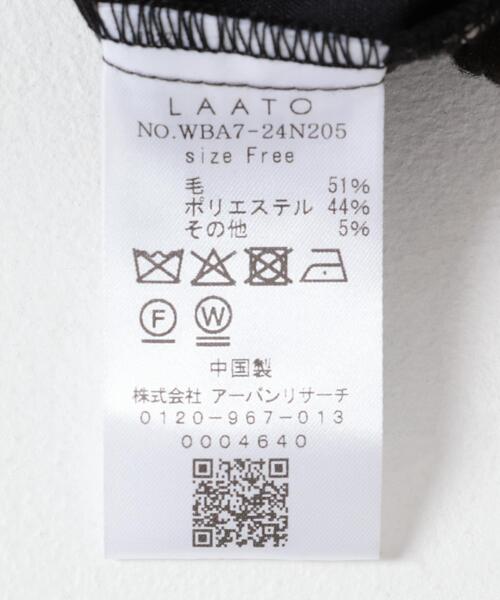 LAATO
NO.WBA7-24N205
size Free
毛 51%
ポリエステル 44%
その他 5%
F W
中国製
株式会社 アーバンリサーチ
0120-967-013
0004640